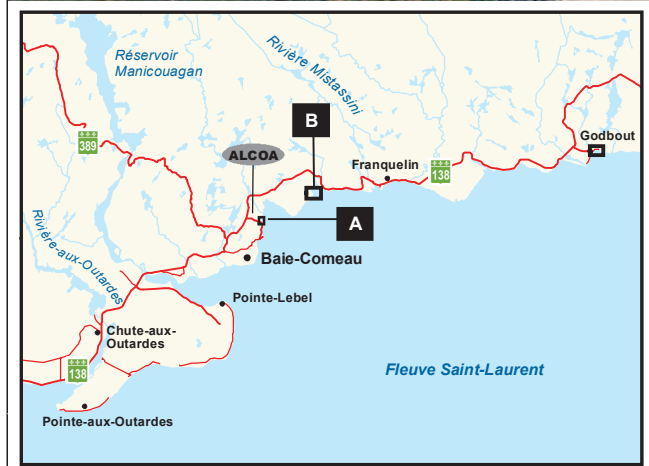 Réservoir
Manicouagan
Rivière Mistassini
B
Godbout
389
ALCOA
Franquelin
138
A
Baie-Comeau
Rivière-aux-Outardes
Pointe-Lebel
Chute-aux-
Outardes
138
Fleuve Saint-Laurent
Pointe-aux-Outardes